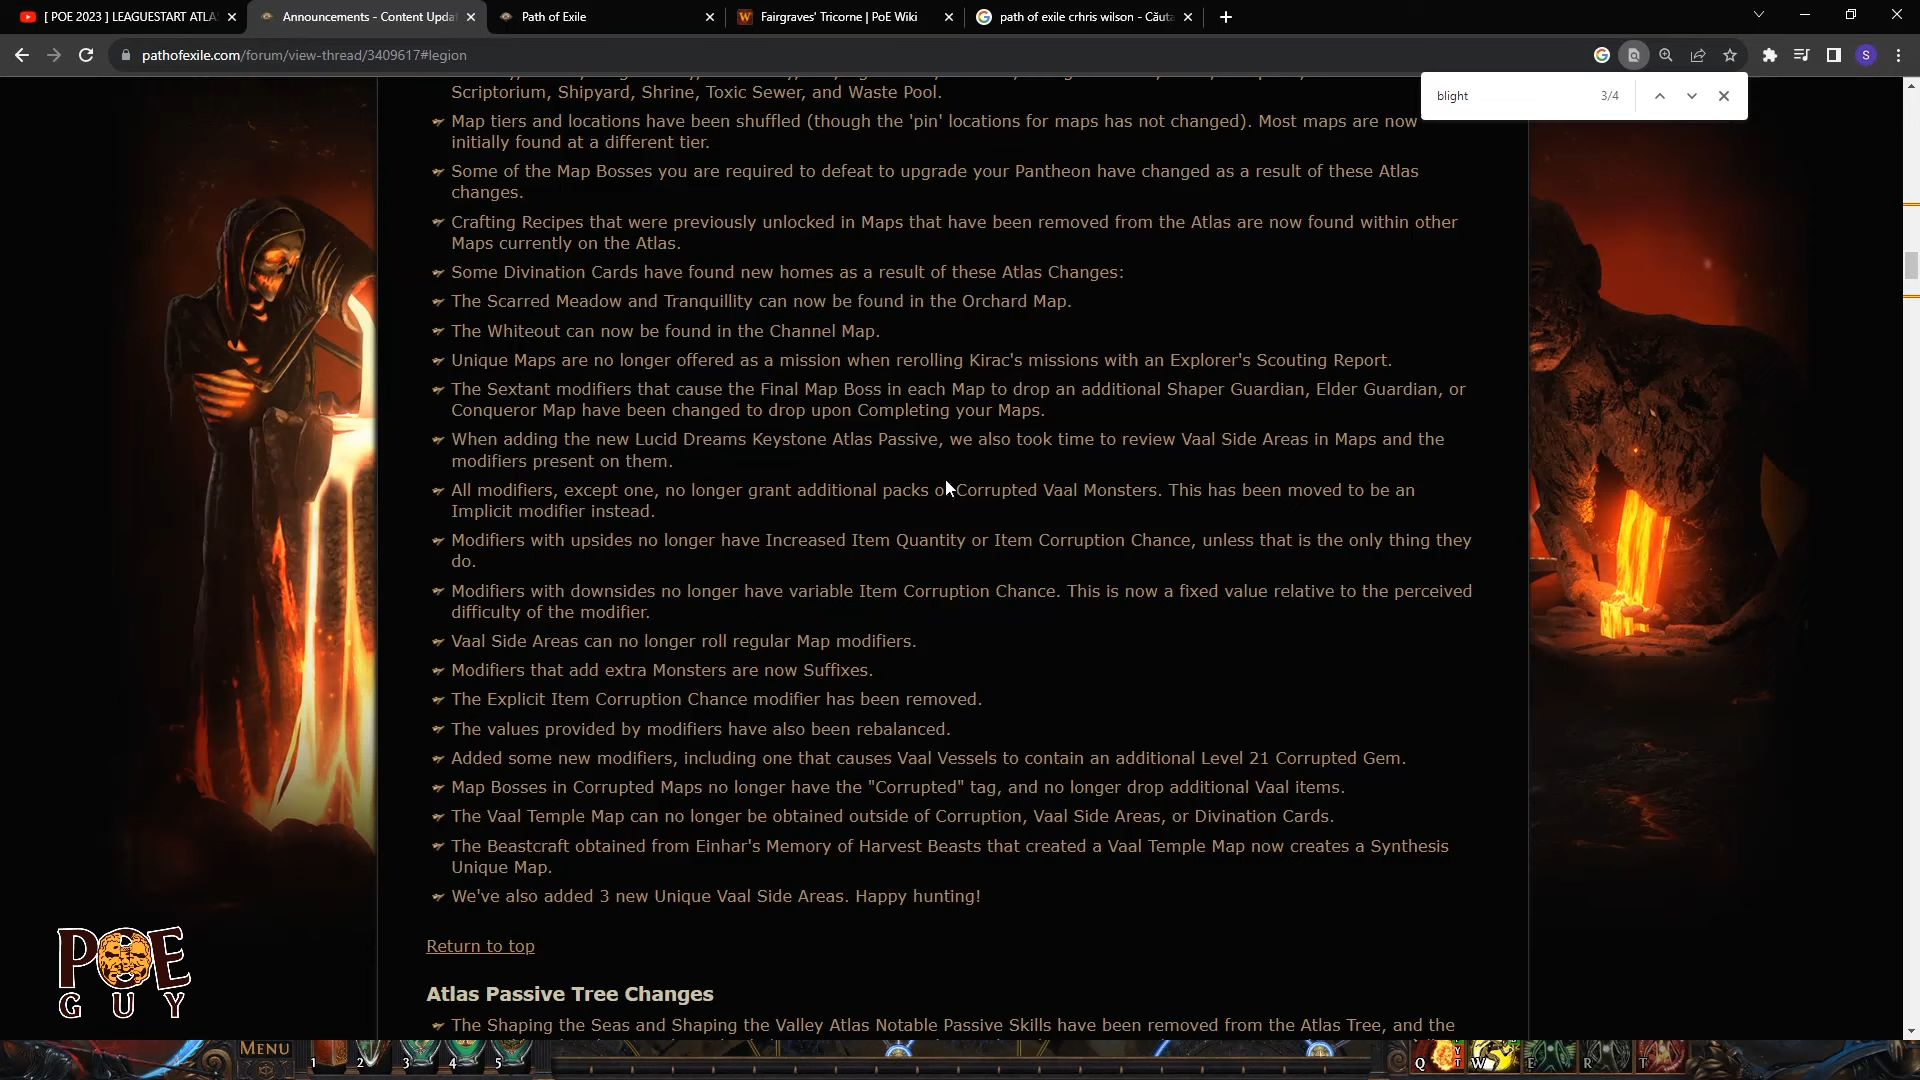 [ POE 2023 ] LEAGUESTART ATLA
Announcements - Content Upda
Path of Exile
Fairgraves' Tricorne | PoE Wiki
path of exile crhris wilson - Căuta
pathofexile.com/forum/view-thread/3409617#legion
S
blight 3/4
Scriptorium, Shipyard, Shrine, Toxic Sewer, and Waste Pool.
Map tiers and locations have been shuffled (though the 'pin' locations for maps has not changed). Most maps are now
initially found at a different tier.
Some of the Map Bosses you are required to defeat to upgrade your Pantheon have changed as a result of these Atlas
changes.
Crafting Recipes that were previously unlocked in Maps that have been removed from the Atlas are now found within other
Maps currently on the Atlas.
Some Divination Cards have found new homes as a result of these Atlas Changes:
The Scarred Meadow and Tranquillity can now be found in the Orchard Map.
The Whiteout can now be found in the Channel Map.
Unique Maps are no longer offered as a mission when rerolling Kirac's missions with an Explorer's Scouting Report.
The Sextant modifiers that cause the Final Map Boss in each Map to drop an additional Shaper Guardian, Elder Guardian, or
Conqueror Map have been changed to drop upon Completing your Maps.
When adding the new Lucid Dreams Keystone Atlas Passive, we also took time to review Vaal Side Areas in Maps and the
modifiers present on them.
All modifiers, except one, no longer grant additional packs of Corrupted Vaal Monsters. This has been moved to be an
Implicit modifier instead.
Modifiers with upsides no longer have Increased Item Quantity or Item Corruption Chance, unless that is the only thing they
do.
Modifiers with downsides no longer have variable Item Corruption Chance. This is now a fixed value relative to the perceived
difficulty of the modifier.
Vaal Side Areas can no longer roll regular Map modifiers.
Modifiers that add extra Monsters are now Suffixes.
The Explicit Item Corruption Chance modifier has been removed.
The values provided by modifiers have also been rebalanced.
Added some new modifiers, including one that causes Vaal Vessels to contain an additional Level 21 Corrupted Gem.
Map Bosses in Corrupted Maps no longer have the "Corrupted" tag, and no longer drop additional Vaal items.
The Vaal Temple Map can no longer be obtained outside of Corruption, Vaal Side Areas, or Divination Cards.
The Beastcraft obtained from Einhar's Memory of Harvest Beasts that created a Vaal Temple Map now creates a Synthesis
Unique Map.
We've also added 3 new Unique Vaal Side Areas. Happy hunting!
Return to top
Atlas Passive Tree Changes
The Shaping the Seas and Shaping the Valley Atlas Notable Passive Skills have been removed from the Atlas Tree, and the
POE
GUY
MENU
1 2 3 4 5
Q W E R T